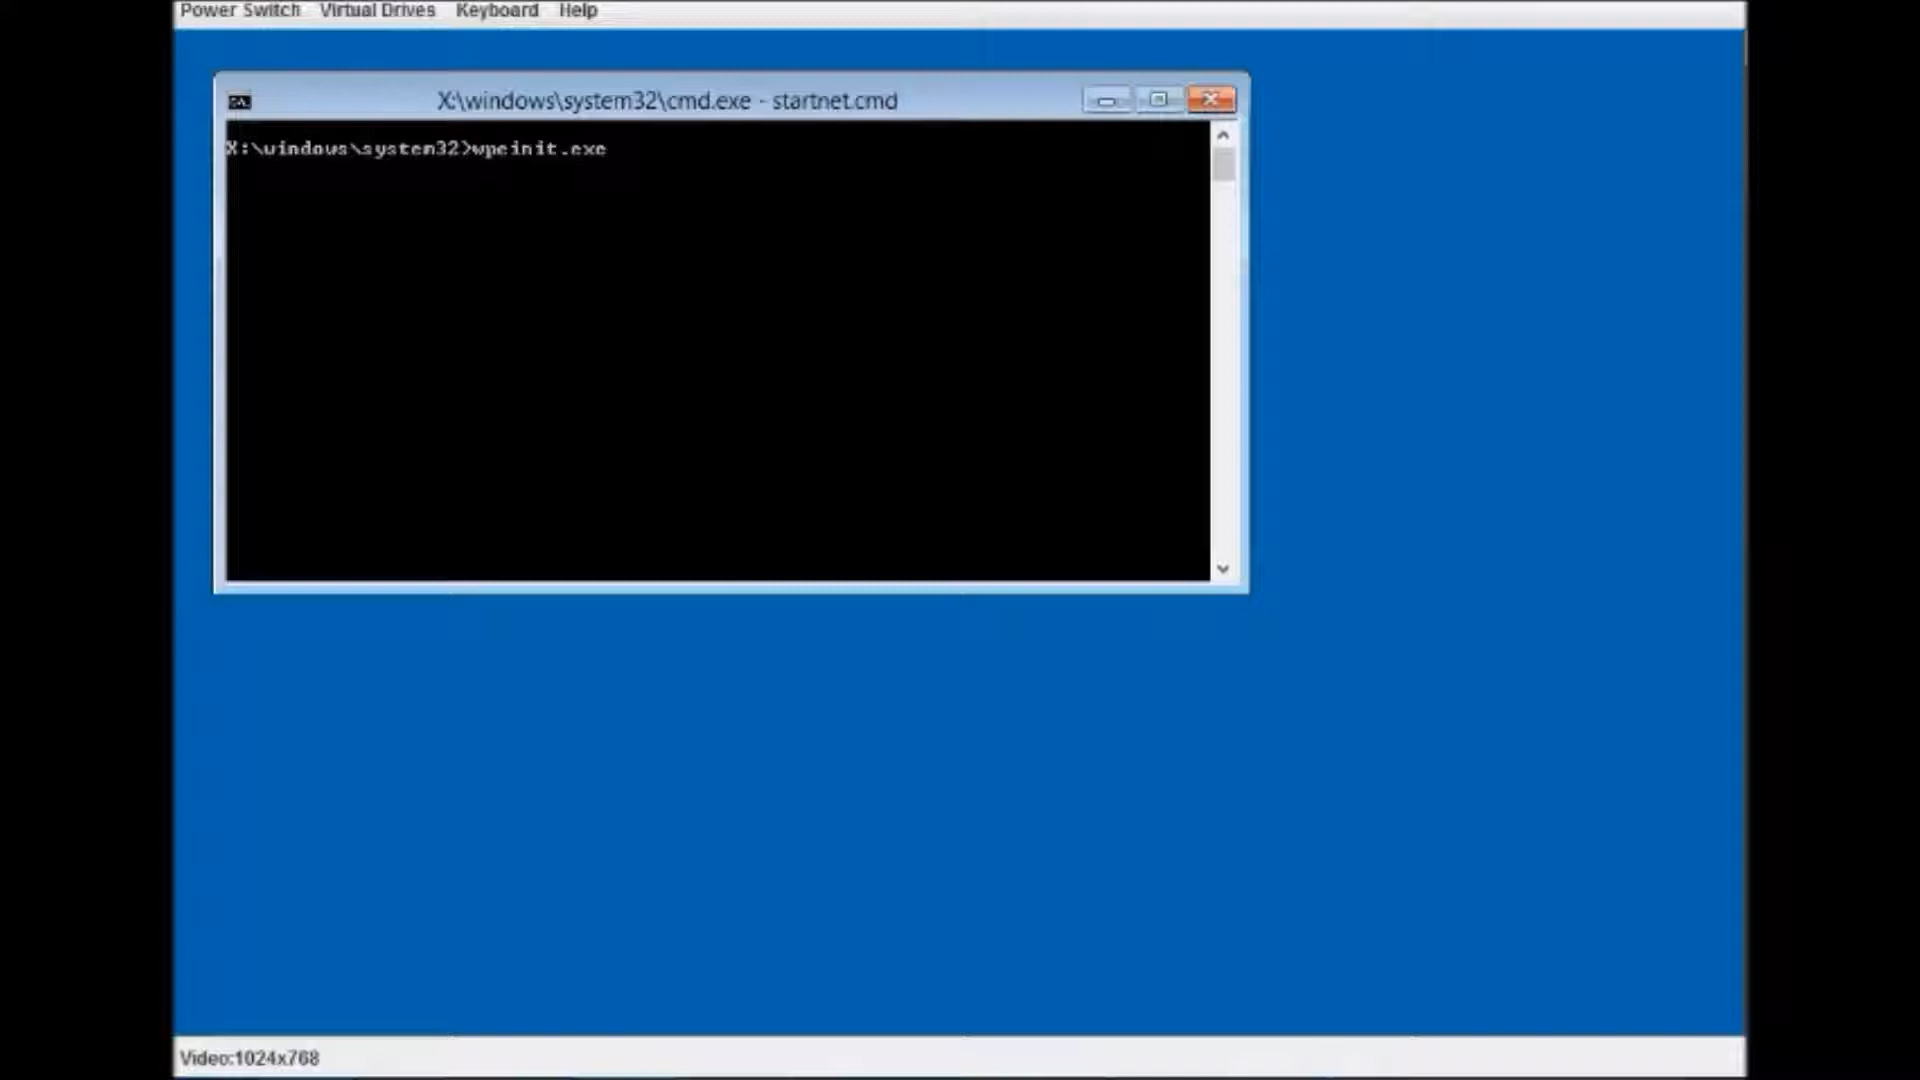 Power Switch Virtual Drives Keyboard Help
X:\windows\system32\cmd.exe - startnet.cmd
X:\windows\system32>wpeinit.exe
Video:1024x768